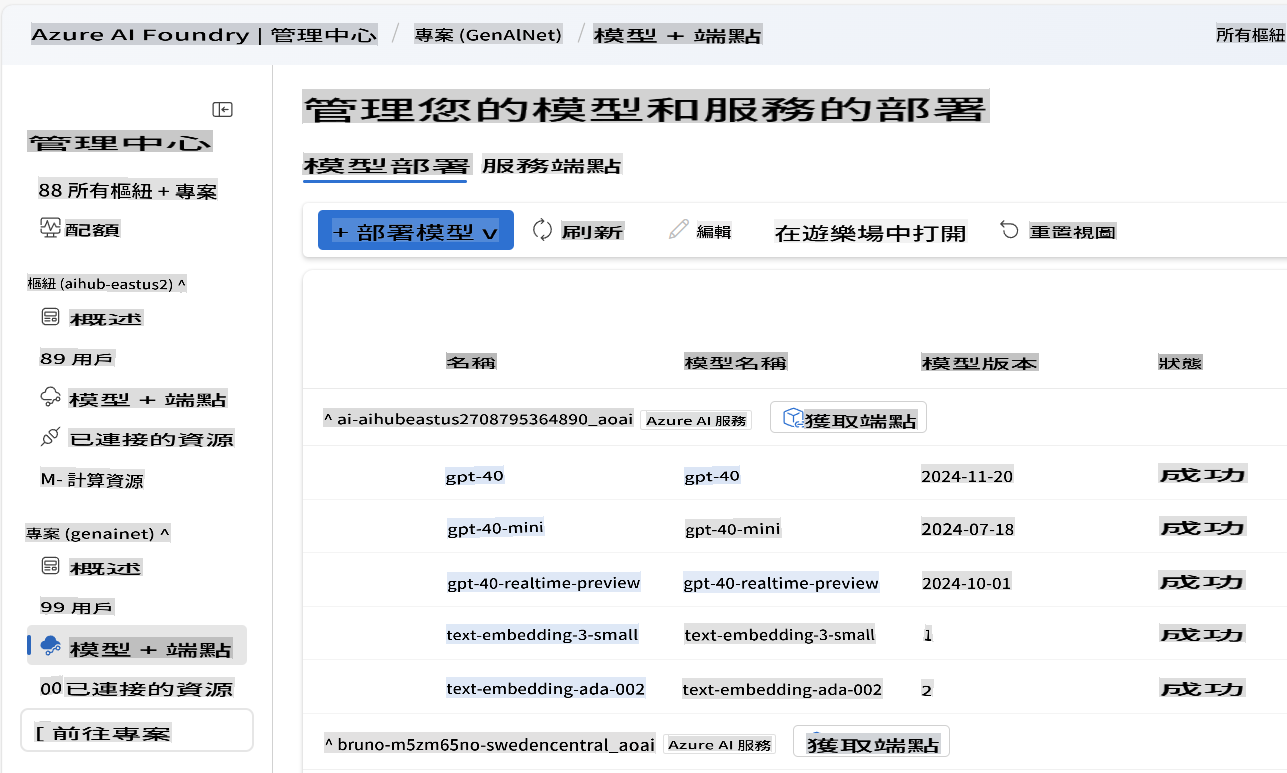 Azure AI Foundry | 管理中心 / 專案 (GenAINet) / 模型 + 端點
所有樞紐
管理中心
88 所有樞紐 + 專案
配額
樞紐 (aihub-eastus2) ^
概述
89 用戶
模型 + 端點
已連接的資源
M- 計算資源
專案 (genainet) ^
概述
99 用戶
模型 + 端點
00 已連接的資源
[ 前往專案
管理您的模型和服務的部署
模型部署 服務端點
+ 部署模型 v 刷新 編輯 在遊樂場中打開 重置視圖
名稱 模型名稱 模型版本 狀態
^ ai-aihubeastus2708795364890_aoai Azure AI 服務 獲取端點
gpt-40 gpt-40 2024-11-20 成功
gpt-40-mini gpt-40-mini 2024-07-18 成功
gpt-40-realtime-preview gpt-40-realtime-preview 2024-10-01 成功
text-embedding-3-small text-embedding-3-small 1 成功
text-embedding-ada-002 text-embedding-ada-002 2 成功
^ bruno-m5zm65no-swedencentral_aoai Azure AI 服務 獲取端點